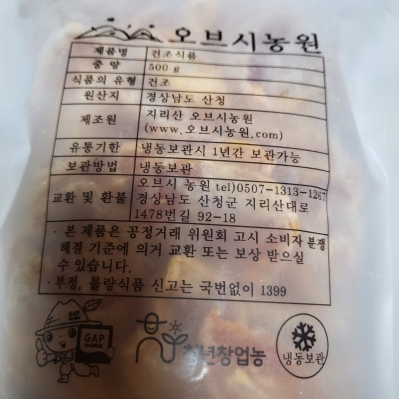 오브시농원
제품명 건조식품
중 량 500 g
식품의 유형 건조
원산지 경상남도 산청
제조원 지리산 오브시농원
(www.오브시농원.com)
유통기한 냉동보관시 1년간 보관가능
보관방법 냉동보관
교환 및 환불 오브시 농원 tel)0507-1313-1267
경상남도 산청군 지리산대로
1478번길 92-18
· 본 제품은 공정거래 위원회 고시 소비자 분쟁
해결 기준에 의거 교환 또는 보상 받으실
수 있습니다.
· 부정, 불량식품 신고는 국번없이 1399
GAP
청년창업농
냉동보관